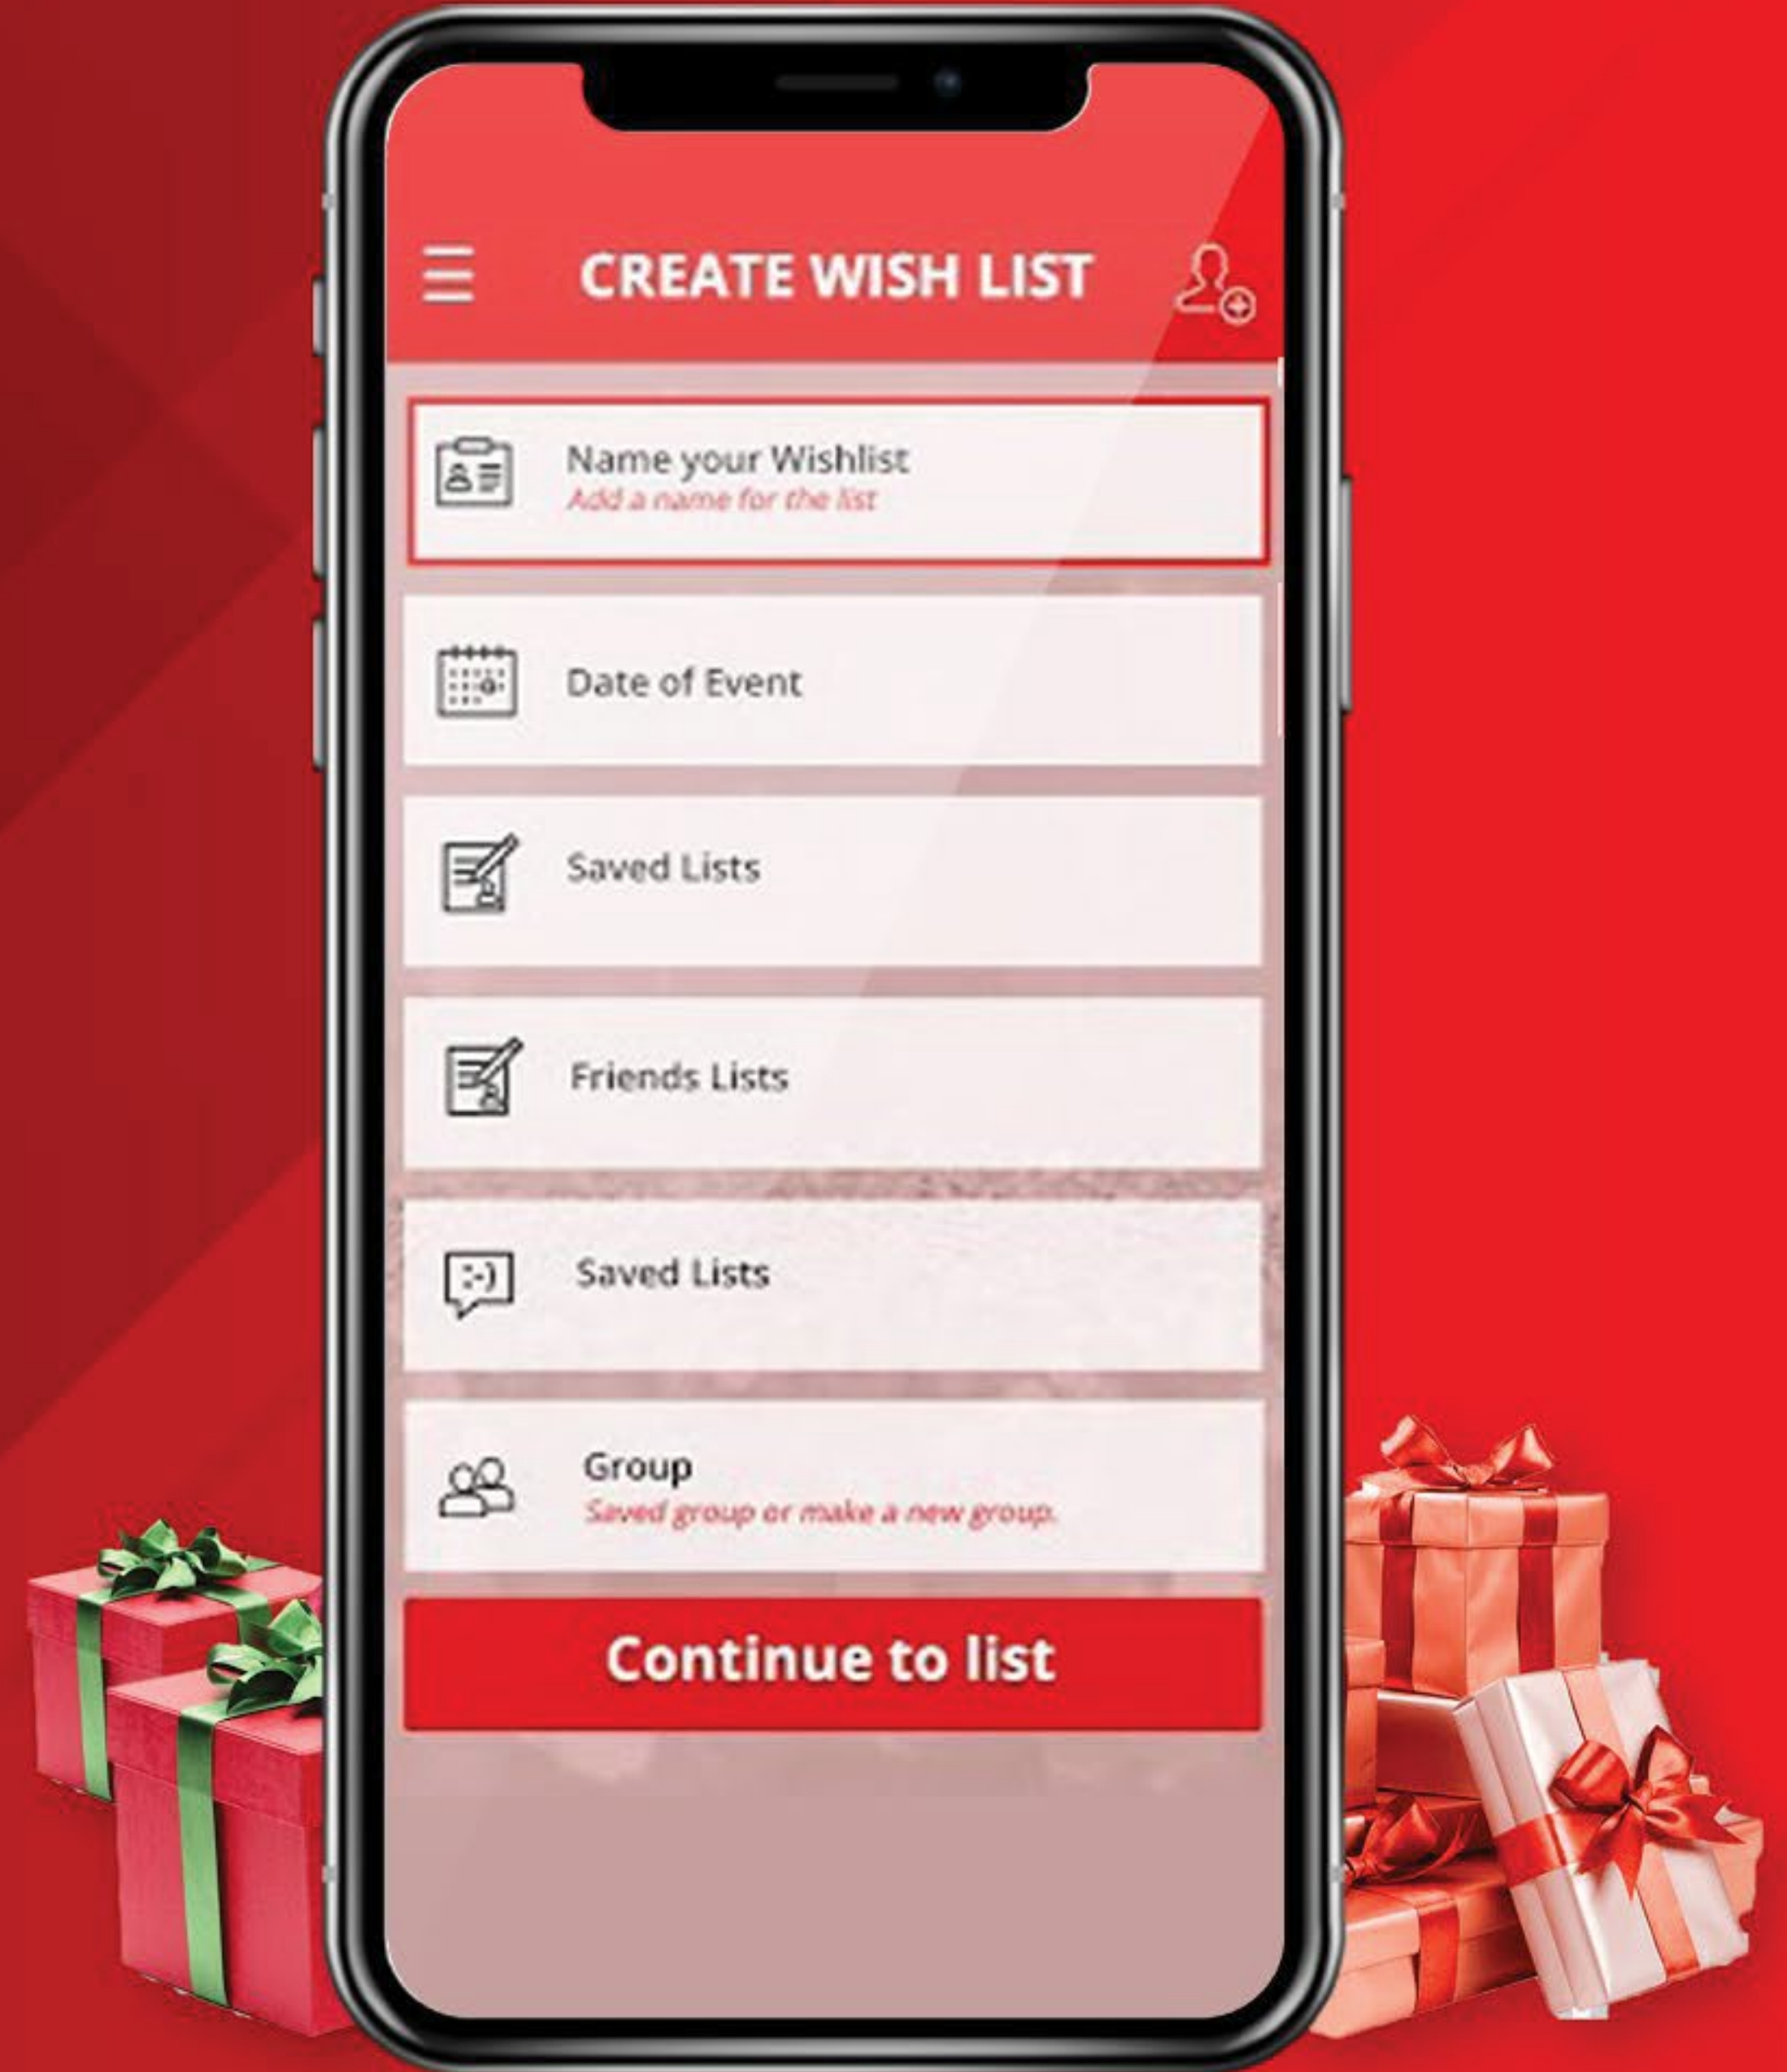 CREATE WISH LIST
Name your Wishlist
Add a name for the list
Date of Event
Saved Lists
Friends Lists
:-)
Saved Lists
Group
Saved group or make a new group.
Continue to list